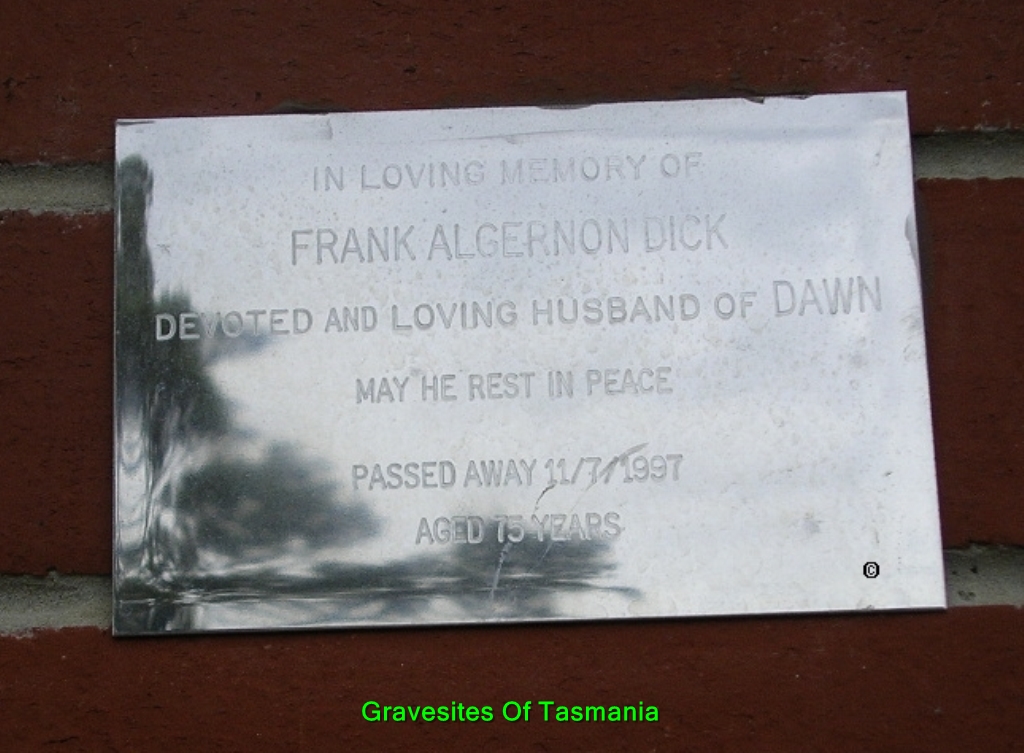 IN LOVING MEMORY OF
FRANK ALGERNON DICK
DEVOTED AND LOVING HUSBAND OF DAWN
MAY HE REST IN PEACE
PASSED AWAY 11/7/1997
AGED 75 YEARS
©
Gravesites Of Tasmania